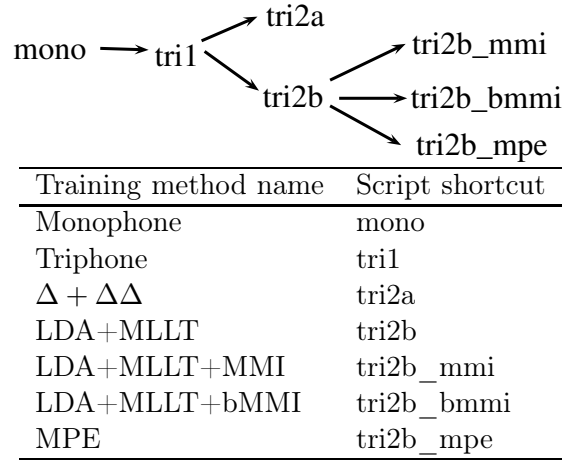 tri2a
mono tri1 tri2b_mmi
tri2b tri2b_bmmi
tri2b_mpe
Training method name Script shortcut
Monophone mono
Triphone tri1
Δ + ΔΔ tri2a
LDA+MLLT tri2b
LDA+MLLT+MMI tri2b_mmi
LDA+MLLT+bMMI tri2b_bmmi
MPE tri2b_mpe